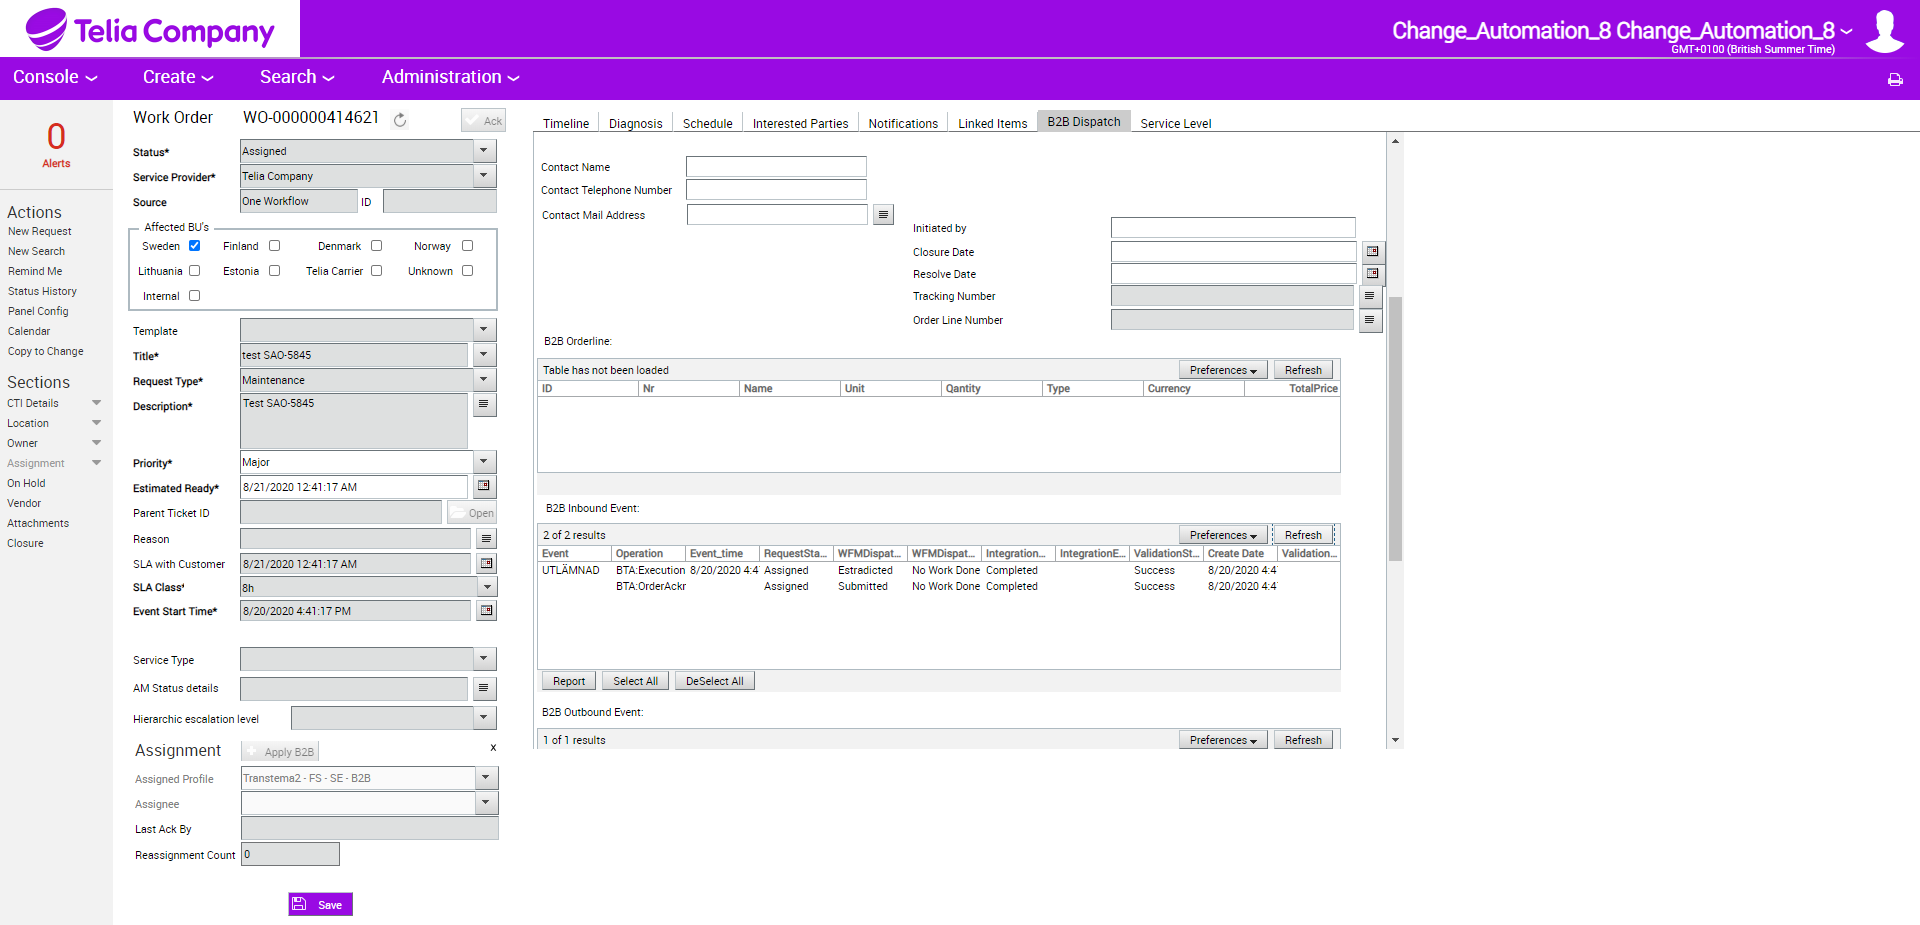 Telia Company
Change_Automation_8 Change_Automation_8
GMT+0100 (British Summer Time)
Console
Create
Search
Administration
0
Alerts
Actions
New Request
New Search
Remind Me
Status History
Panel Config
Calendar
Copy to Change
Sections
CTI Details
Location
Owner
Assignment
On Hold
Vendor
Attachments
Closure
Work Order WO-000000414621 Ack
Status* Assigned
Service Provider* Telia Company
Source One Workflow ID
Affected BU's
Sweden Finland Denmark Norway
Lithuania Estonia Telia Carrier Unknown
Internal
Template
Title* test SAO-5845
Request Type* Maintenance
Description* Test SAO-5845
Priority* Major
Estimated Ready* 8/21/2020 12:41:17 AM
Parent Ticket ID Open
Reason
SLA with Customer 8/21/2020 12:41:17 AM
SLA Class* 8h
Event Start Time* 8/20/2020 4:41:17 PM
Service Type
AM Status details
Hierarchic escalation level
Assignment Apply B2B x
Assigned Profile Transtema2 - FS - SE - B2B
Assignee
Last Ack By
Reassignment Count 0
Save
Timeline Diagnosis Schedule Interested Parties Notifications Linked Items B2B Dispatch Service Level
Contact Name
Contact Telephone Number
Contact Mail Address
Initiated by
Closure Date
Resolve Date
Tracking Number
Order Line Number
B2B Orderline:
Table has not been loaded Preferences Refresh
ID Nr Name Unit Qantity Type Currency TotalPrice
B2B Inbound Event:
2 of 2 results Preferences Refresh
Event Operation Event_time RequestSta... WFMDispat... WFMDispat... Integration... IntegrationE... ValidationSt... Create Date Validation...
UTLÄMNAD BTA:Execution 8/20/2020 4:4 Assigned Estradicted No Work Done Completed Success 8/20/2020 4:4
BTA:OrderAckr Assigned Submitted No Work Done Completed Success 8/20/2020 4:4
Report Select All DeSelect All
B2B Outbound Event:
1 of 1 results Preferences Refresh